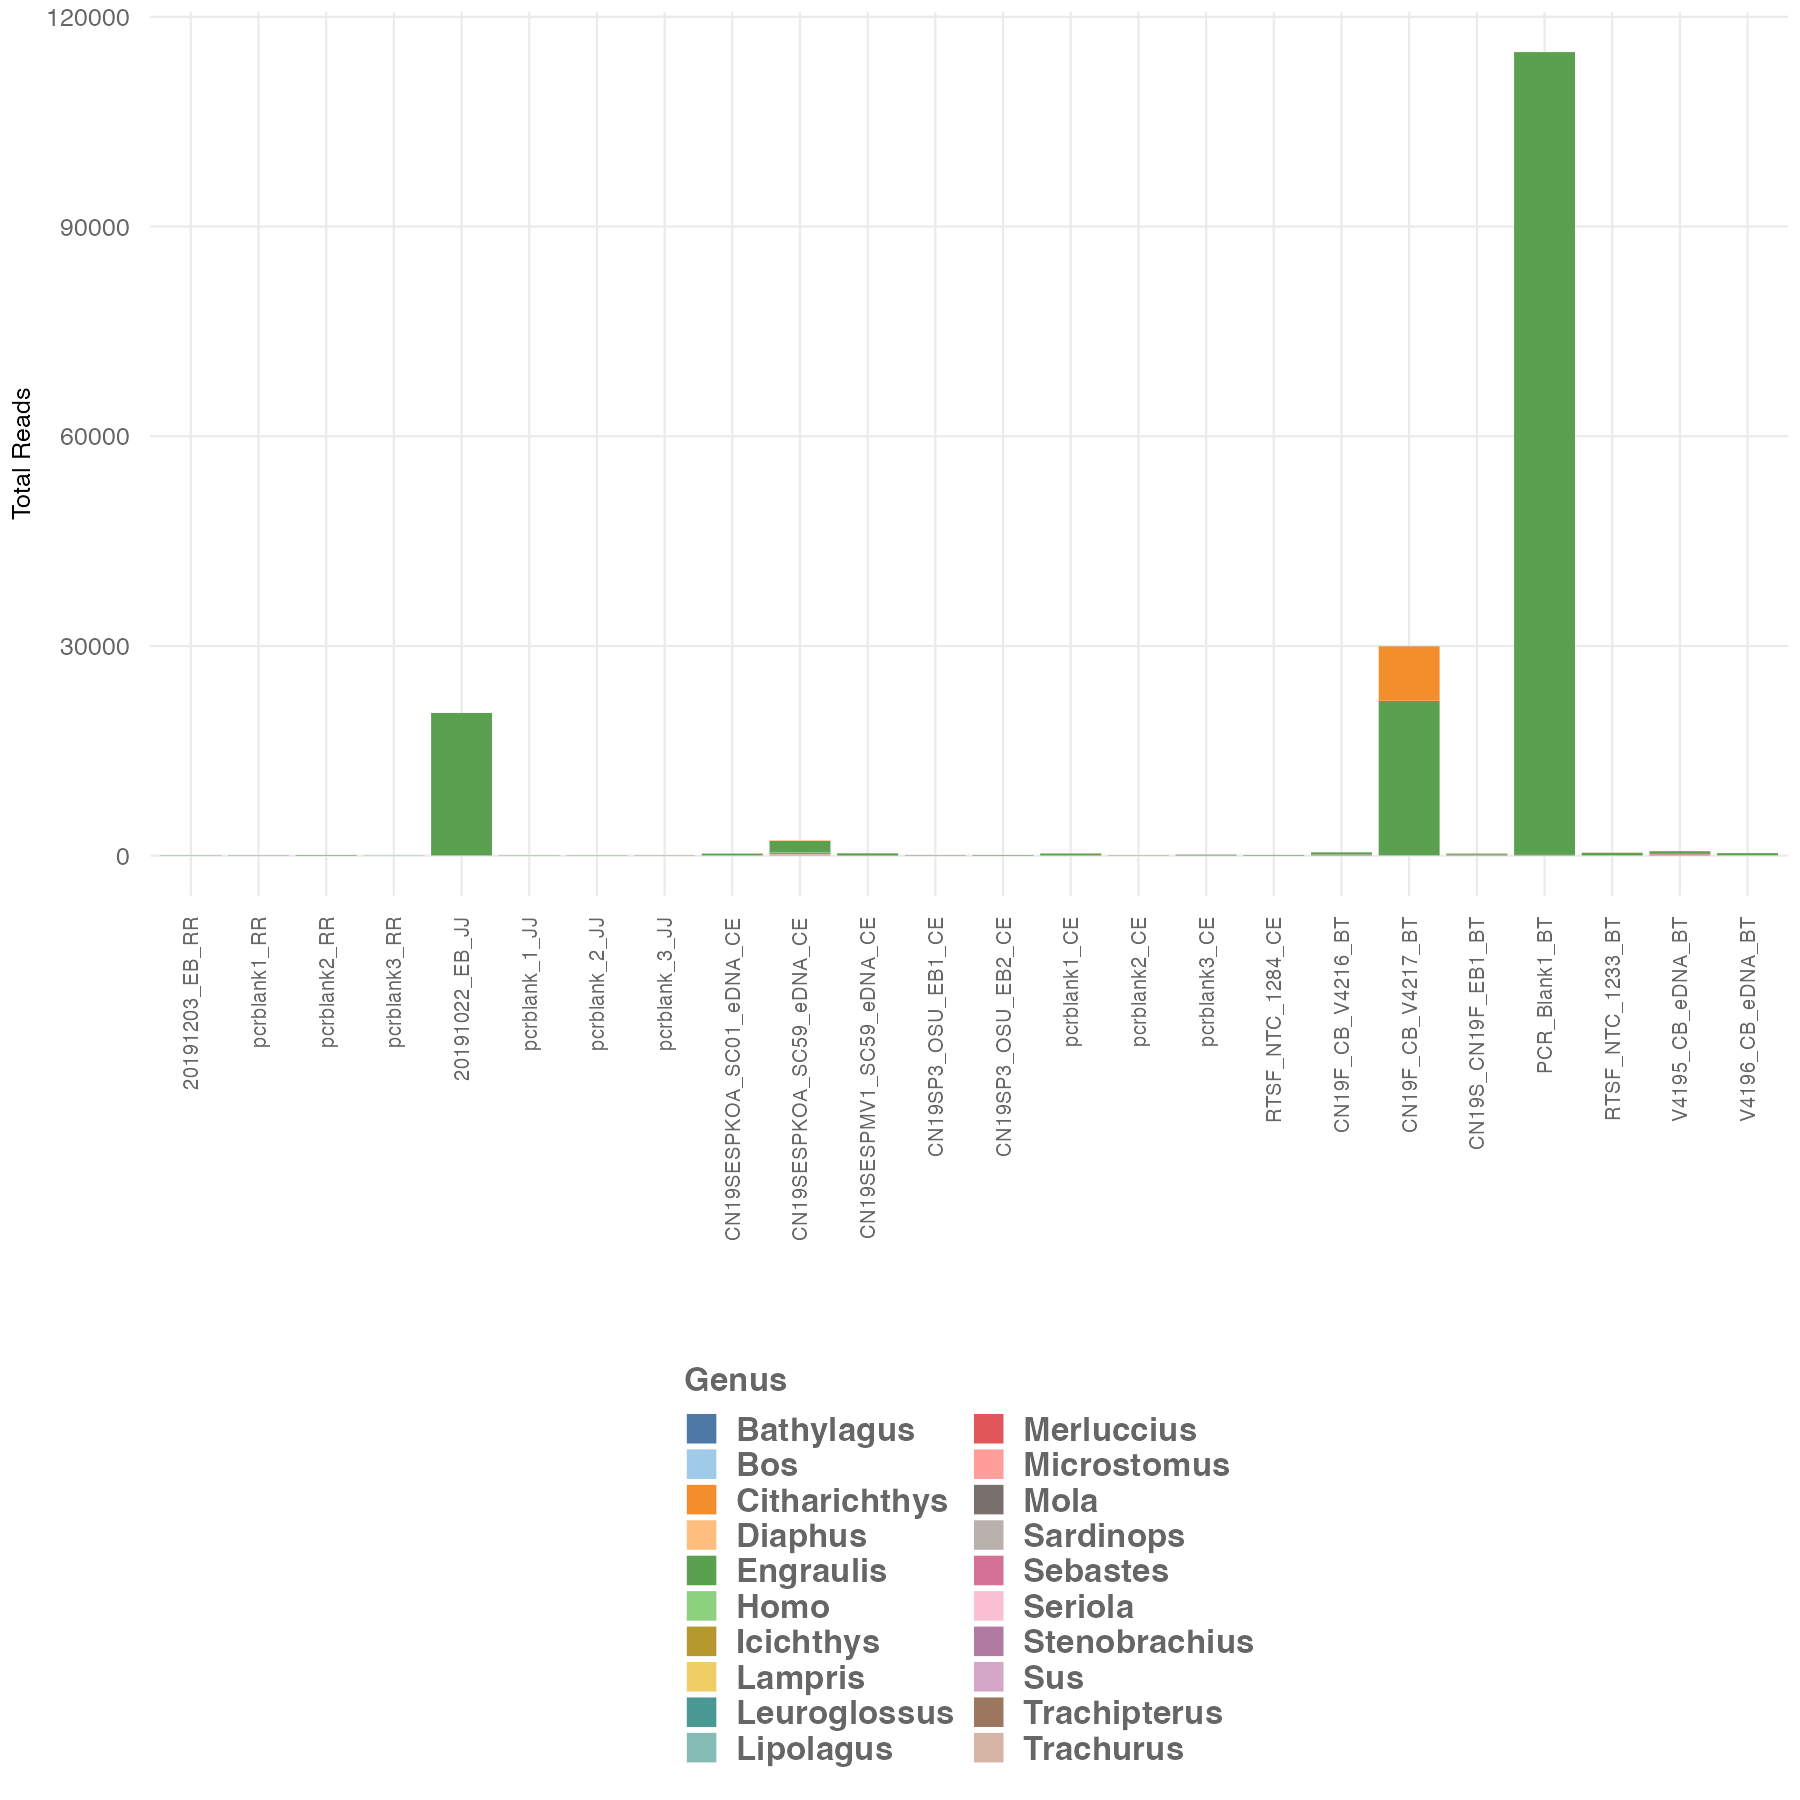 120000
90000
60000
30000
0
Total Reads
20191203_EB_RR
pcrblank1_RR
pcrblank2_RR
pcrblank3_RR
20191022_EB_JJ
pcrblank_1_JJ
pcrblank_2_JJ
pcrblank_3_JJ
CN19SESPKOA_SC01_eDNA_CE
CN19SESPKOA_SC59_eDNA_CE
CN19SESPMV1_SC59_eDNA_CE
CN19SP3_OSU_EB1_CE
CN19SP3_OSU_EB2_CE
pcrblank1_CE
pcrblank2_CE
pcrblank3_CE
RTSF_NTC_1284_CE
CN19F_CB_V4216_BT
CN19F_CB_V4217_BT
CN19S_CN19F_EB1_BT
PCR_Blank1_BT
RTSF_NTC_1233_BT
V4195_CB_eDNA_BT
V4196_CB_eDNA_BT
Genus
Bathylagus
Bos
Citharichthys
Diaphus
Engraulis
Homo
Icichthys
Lampris
Leuroglossus
Lipolagus
Merluccius
Microstomus
Mola
Sardinops
Sebastes
Seriola
Stenobrachius
Sus
Trachipterus
Trachurus